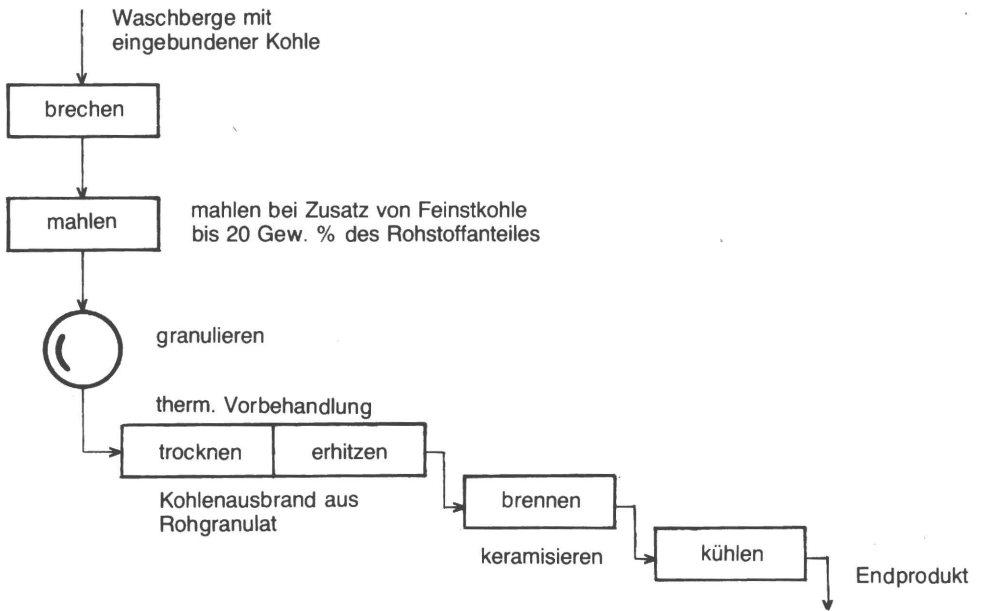 Waschberge mit
eingebundener Kohle
brechen
mahlen
mahlen bei Zusatz von Feinstkohle
bis 20 Gew. % des Rohstoffanteiles
granulieren
therm. Vorbehandlung
trocknen
erhitzen
Kohlenausbrand aus
Rohgranulat
brennen
keramisieren
kühlen
Endprodukt